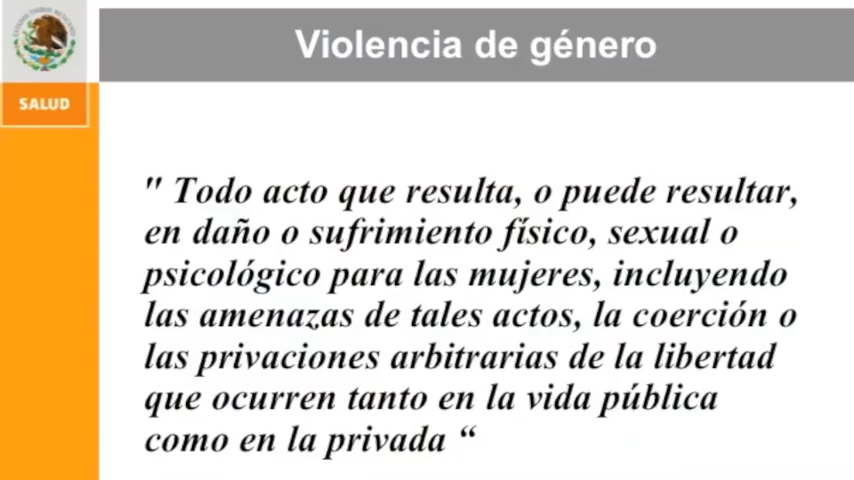 Violencia de género
SALUD
" Todo acto que resulta, o puede resultar,
en daño o sufrimiento físico, sexual o
psicológico para las mujeres, incluyendo
las amenazas de tales actos, la coerción o
las privaciones arbitrarias de la libertad
que ocurren tanto en la vida pública
como en la privada “